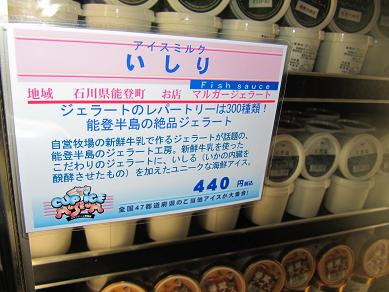 アイスミルク
いしり
Fish sauce
地域 石川県能登町 お店 マルガージェラート
ジェラートのレパートリーは300種類！
能登半島の絶品ジェラート
自営牧場の新鮮牛乳で作るジェラートが話題の、
能登半島のジェラート工房。新鮮牛乳を使った
こだわりのジェラートに、いしる（いかの内臓を
醗酵させたもの）を加えたユニークな海鮮アイス。
440円税込
CUP ICE
全国47都道府県のご当地アイスが大集合！